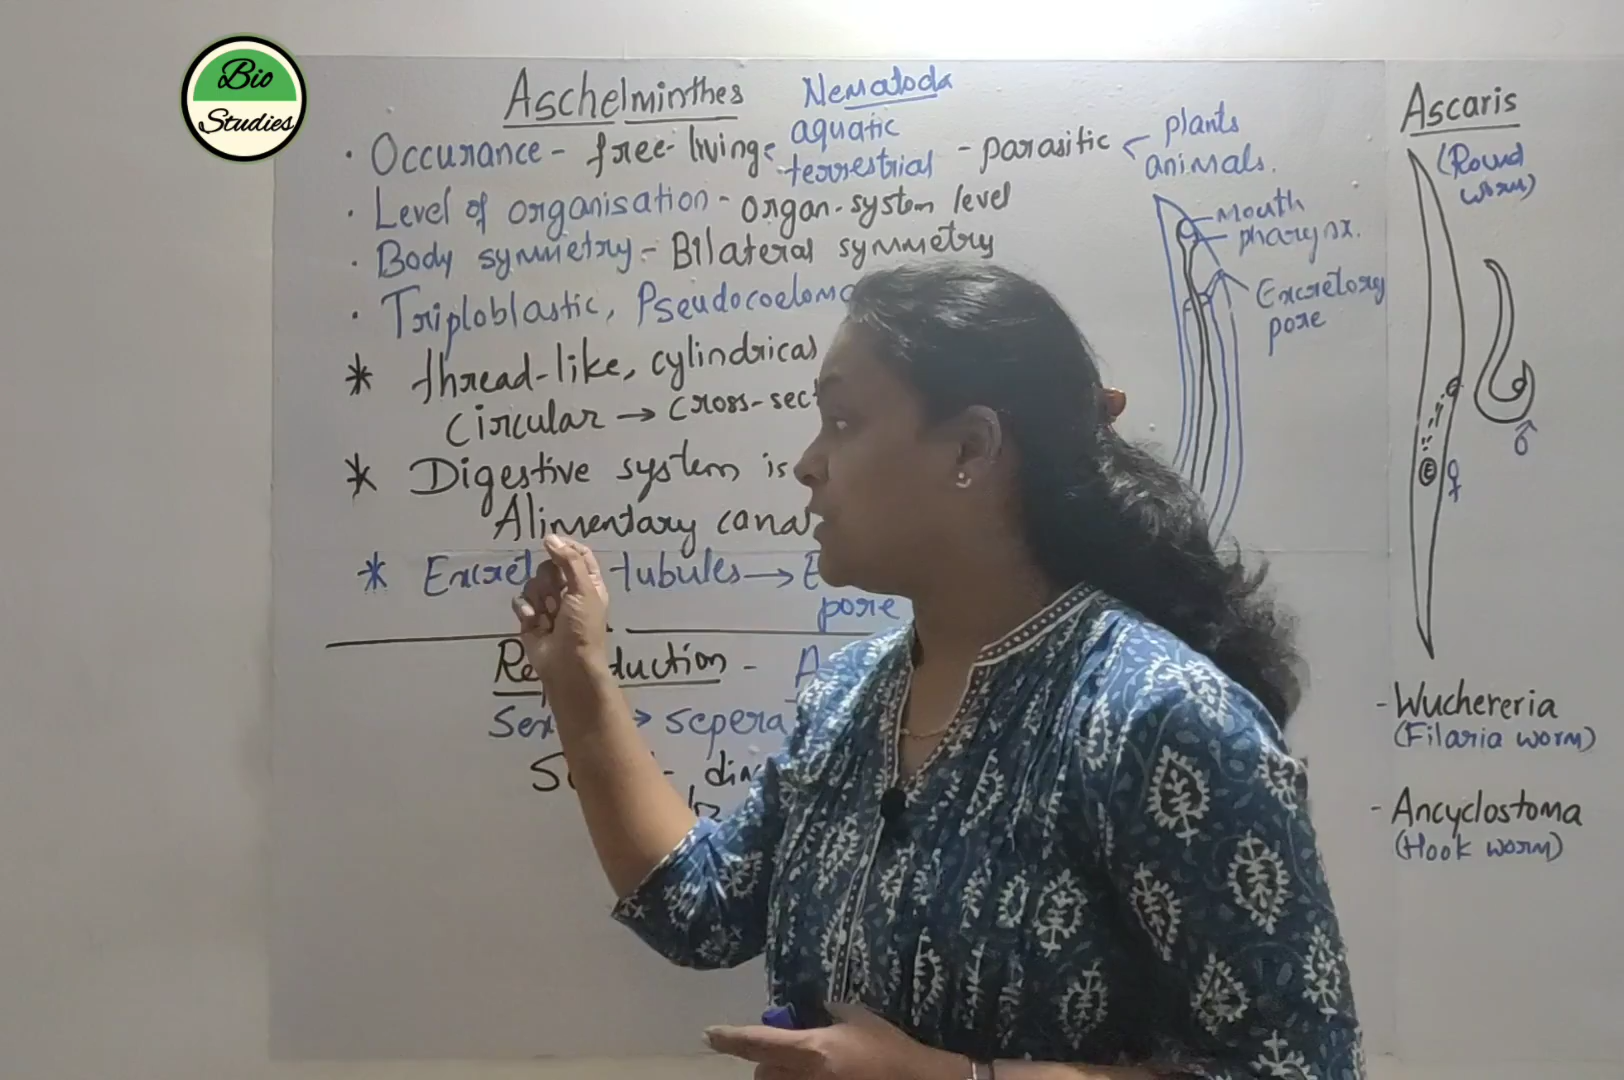 Bio
Studies
Aschelminthes Nematoda
• Occurance - free-living < aquatic terrestrial - parasitic < plants animals.
• Level of organisation - organ-system level
• Body symmetry - Bilateral symmetry
• Triploblastic, Pseudocoeloma
* thread-like, cylindrical
circular → cross-sect
* Digestive system is
Alimentary canal
* Excret tubules →
pore
Re duction -
Sex → sepera
mouth
pharynx.
Excretory
pore
Ascaris
(Round
worm)
♂
♀
- Wuchereria
(Filaria worm)
- Ancyclostoma
(Hook worm)